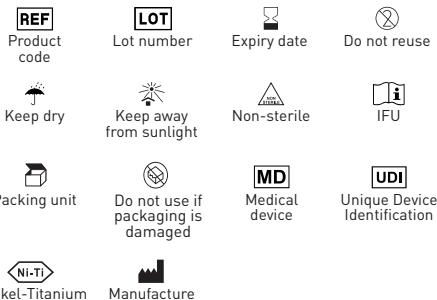 REF
LOT
Product
code
Lot number
Expiry date
Do not reuse
NON
STERILE
i
Keep dry
Keep away
from sunlight
Non-sterile
IFU
MD
UDI
acking unit
Do not use if
packaging is
damaged
Medical
device
Unique Device
Identification
Ni-Ti
kel-Titanium
Manufacture